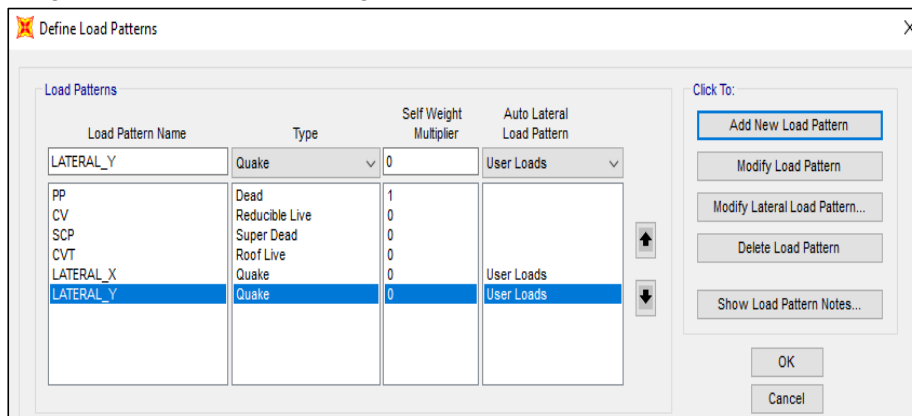 Define Load Patterns
X
Load Patterns
Click To:
Load Pattern Name
Type
Self Weight
Multiplier
Auto Lateral
Load Pattern
LATERAL_Y Quake 0 User Loads
PP Dead 1
CV Reducible Live 0
SCP Super Dead 0
CVT Roof Live 0
LATERAL_X Quake 0 User Loads
LATERAL_Y Quake 0 User Loads
Add New Load Pattern
Modify Load Pattern
Modify Lateral Load Pattern...
Delete Load Pattern
Show Load Pattern Notes...
OK
Cancel